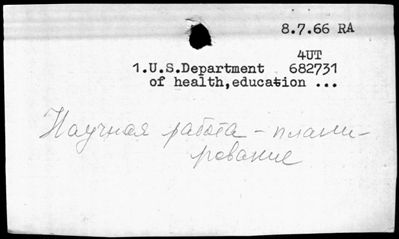 8.7.66 RA
4UT
1.U.S.Department 682731
of health,education ...
Научная работа - плани-
рование